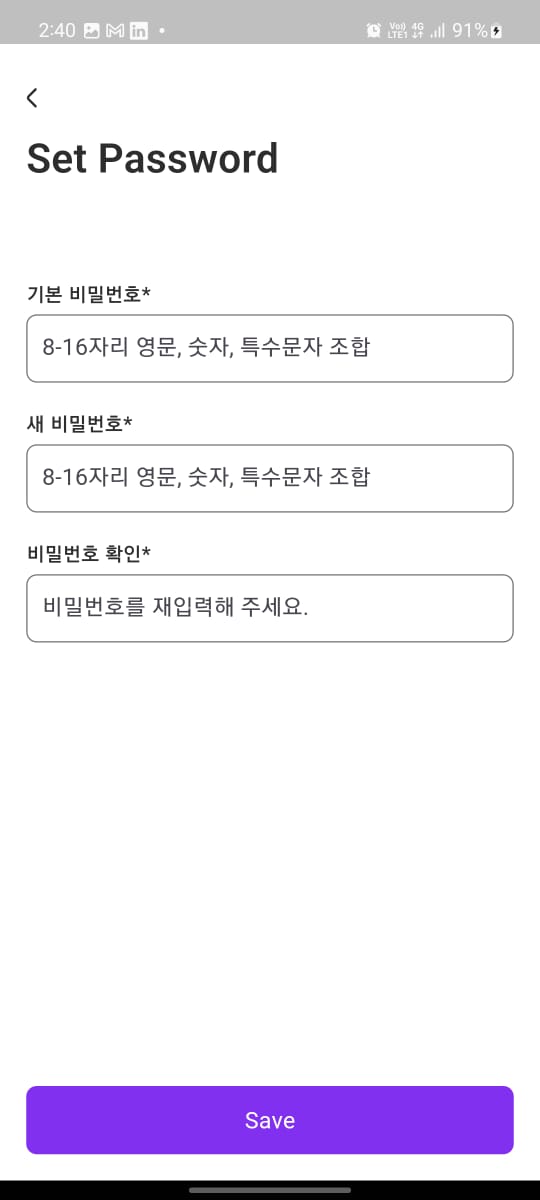 2:40
Vo)) 4G
LTE1
91%
Set Password
기본 비밀번호*
8-16자리 영문, 숫자, 특수문자 조합
새 비밀번호*
8-16자리 영문, 숫자, 특수문자 조합
비밀번호 확인*
비밀번호를 재입력해 주세요.
Save